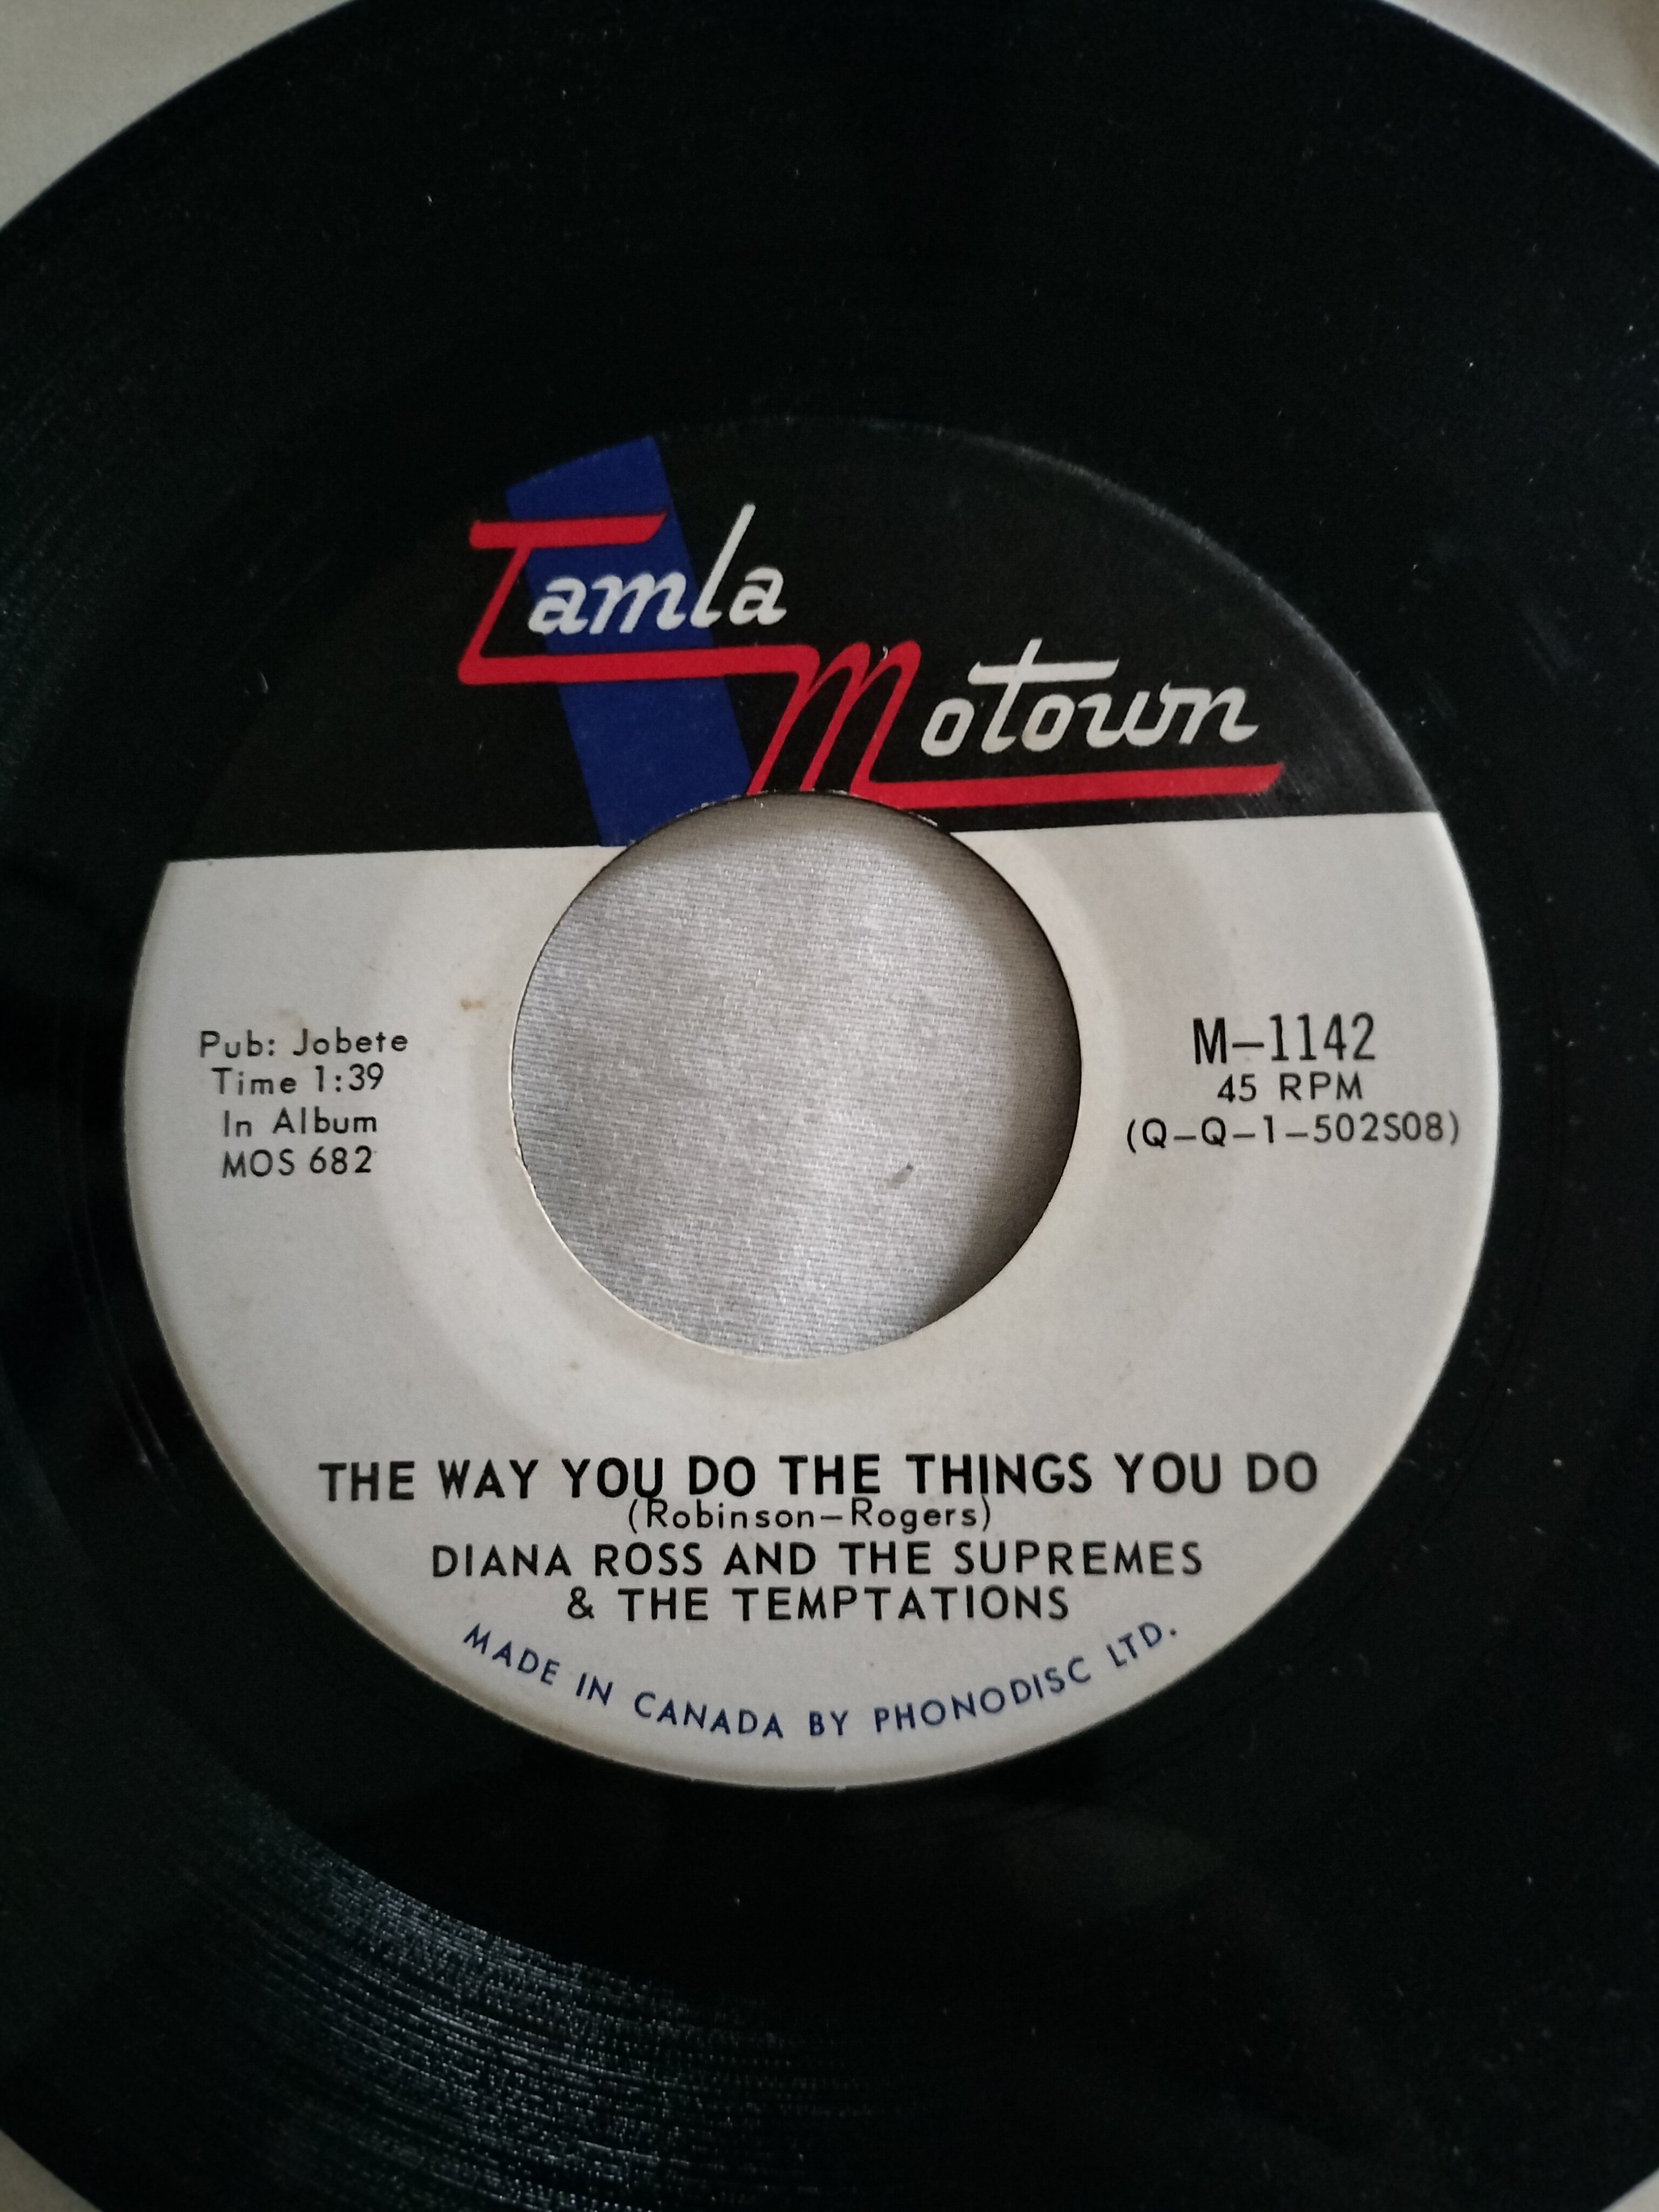 Tamla
Motown
Pub: Jobete
Time 1:39
In Album
MOS 682
M-1142
45 RPM
(Q-Q-1-502S08)
THE WAY YOU DO THE THINGS YOU DO
(Robinson-Rogers)
DIANA ROSS AND THE SUPREMES
& THE TEMPTATIONS
MADE IN CANADA BY PHONODISC LTD.